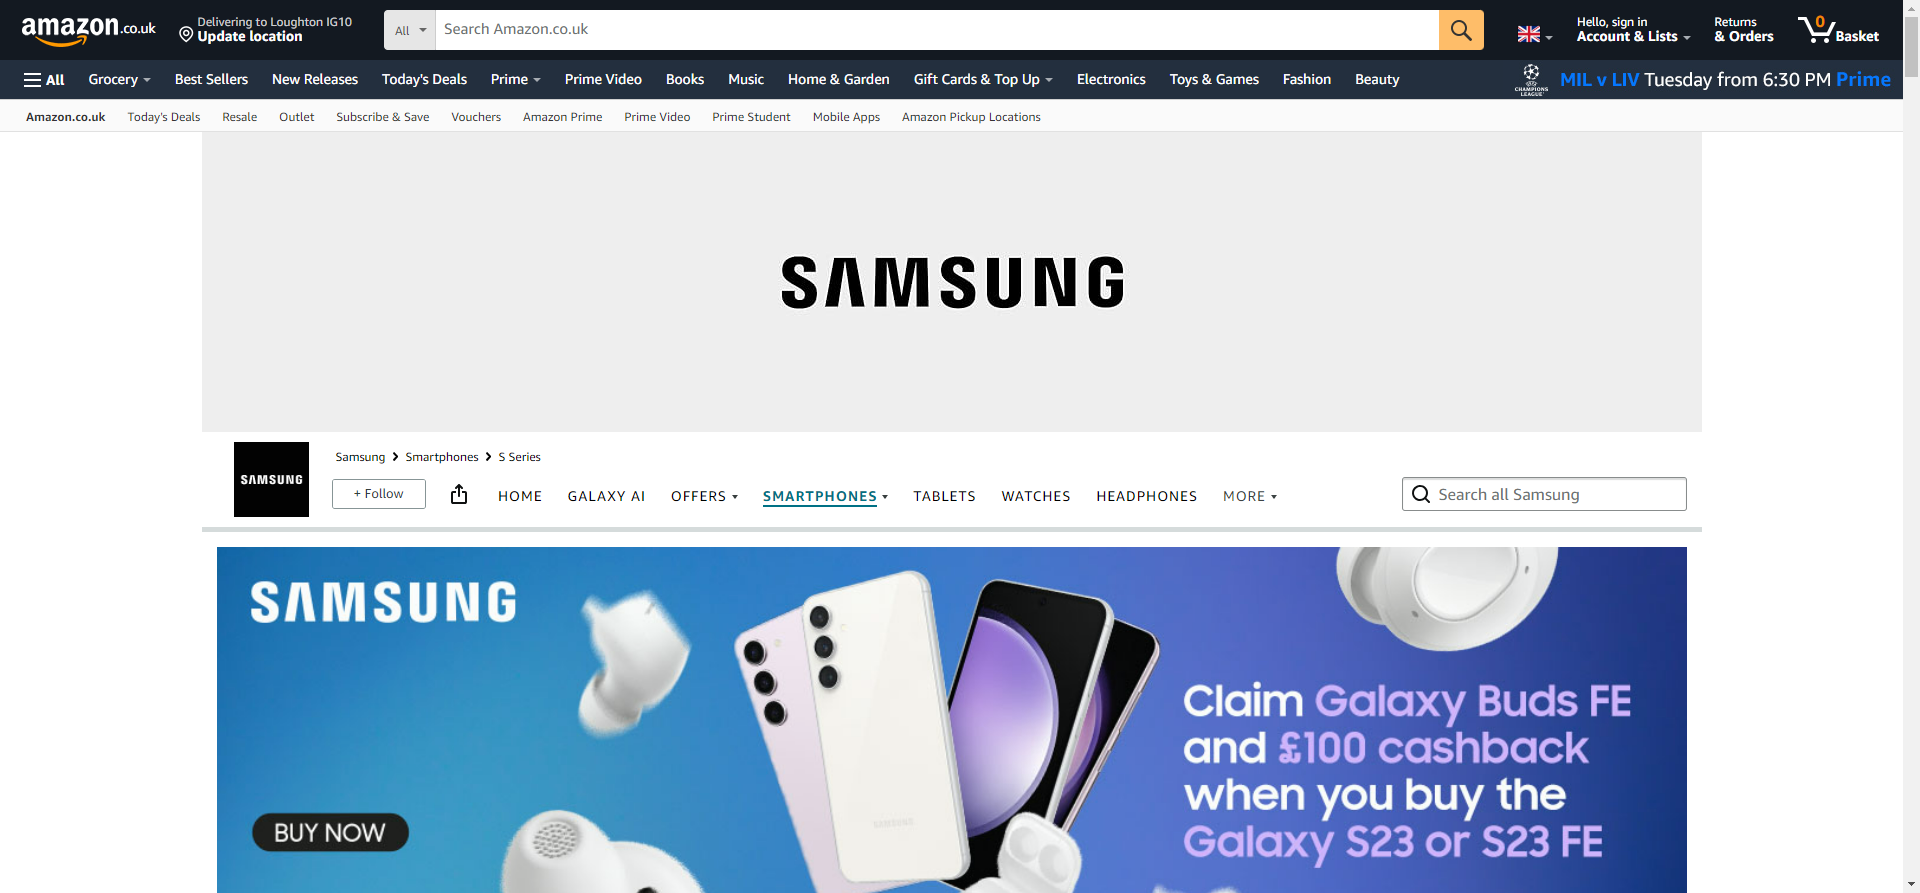 amazon.co.uk
Delivering to Loughton IG10
Update location
All
Search Amazon.co.uk
Hello, sign in
Account & Lists
Returns
& Orders
0
Basket
All
Grocery
Best Sellers
New Releases
Today's Deals
Prime
Prime Video
Books
Music
Home & Garden
Gift Cards & Top Up
Electronics
Toys & Games
Fashion
Beauty
CHAMPIONS
LEAGUE
MIL v LIV Tuesday from 6:30 PM Prime
Amazon.co.uk
Today's Deals
Resale
Outlet
Subscribe & Save
Vouchers
Amazon Prime
Prime Video
Prime Student
Mobile Apps
Amazon Pickup Locations
SAMSUNG
SAMSUNG
Samsung > Smartphones > S Series
+ Follow
HOME
GALAXY AI
OFFERS
SMARTPHONES
TABLETS
WATCHES
HEADPHONES
MORE
Search all Samsung
SAMSUNG
Claim Galaxy Buds FE
and £100 cashback
when you buy the
Galaxy S23 or S23 FE
SAMSUNG
BUY NOW